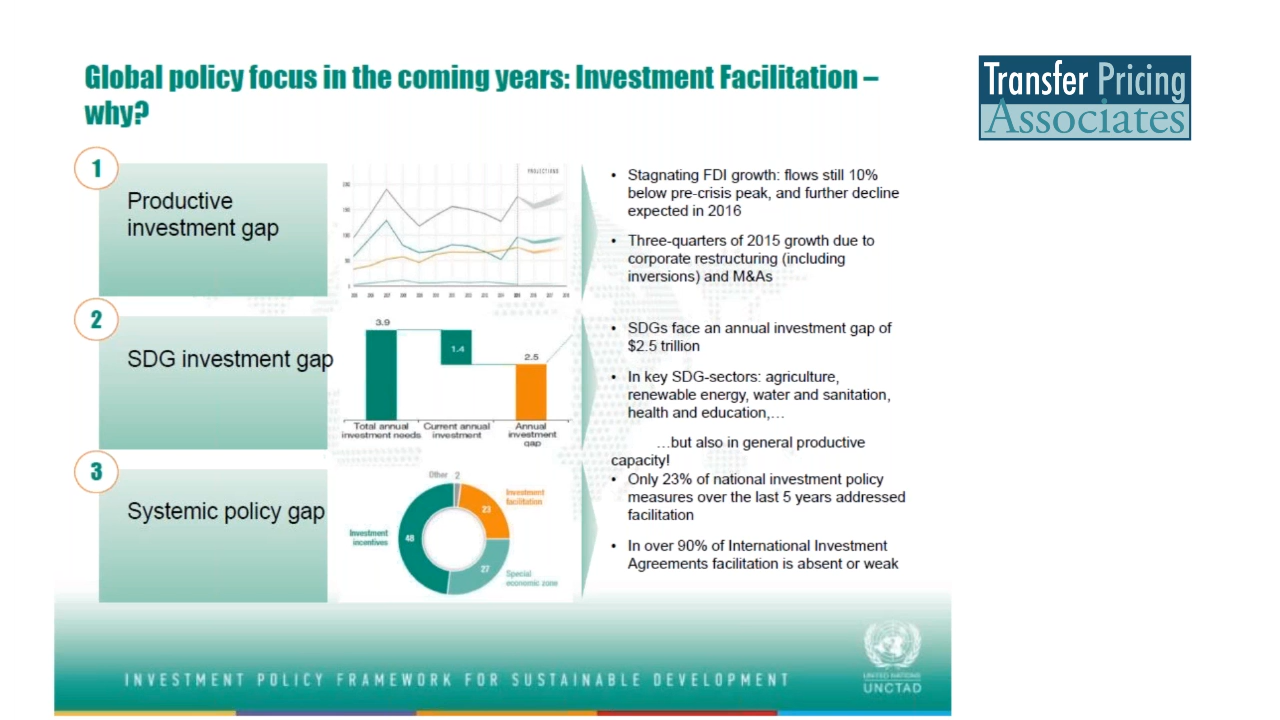 Global policy focus in the coming years: Investment Facilitation –
why?
Transfer Pricing
Associates
1
Productive
investment gap
PROJECTIONS
• Stagnating FDI growth: flows still 10%
below pre-crisis peak, and further decline
expected in 2016
• Three-quarters of 2015 growth due to
corporate restructuring (including
inversions) and M&As
2
SDG investment gap
3.9
1.4
2.5
Total annual
investment needs
Current annual
investment
Annual
investment
gap
• SDGs face an annual investment gap of
$2.5 trillion
• In key SDG-sectors: agriculture,
renewable energy, water and sanitation,
health and education,…
…but also in general productive
capacity!
3
Systemic policy gap
Other 2
Investment
facilitation
23
Investment
incentives
48
27
Special
economic zone
• Only 23% of national investment policy
measures over the last 5 years addressed
facilitation
• In over 90% of International Investment
Agreements facilitation is absent or weak
INVESTMENT POLICY FRAMEWORK FOR SUSTAINABLE DEVELOPMENT
UNITED NATIONS
UNCTAD